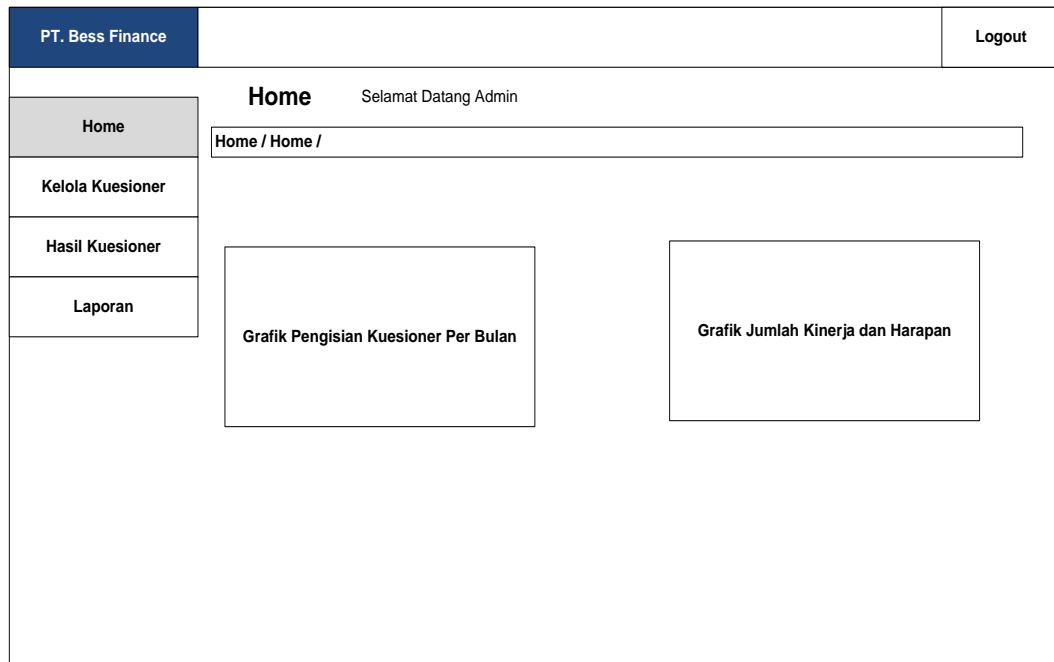 PT. Bess Finance
Logout
Home
Selamat Datang Admin
Home / Home /
Home
Kelola Kuesioner
Hasil Kuesioner
Laporan
Grafik Pengisian Kuesioner Per Bulan
Grafik Jumlah Kinerja dan Harapan